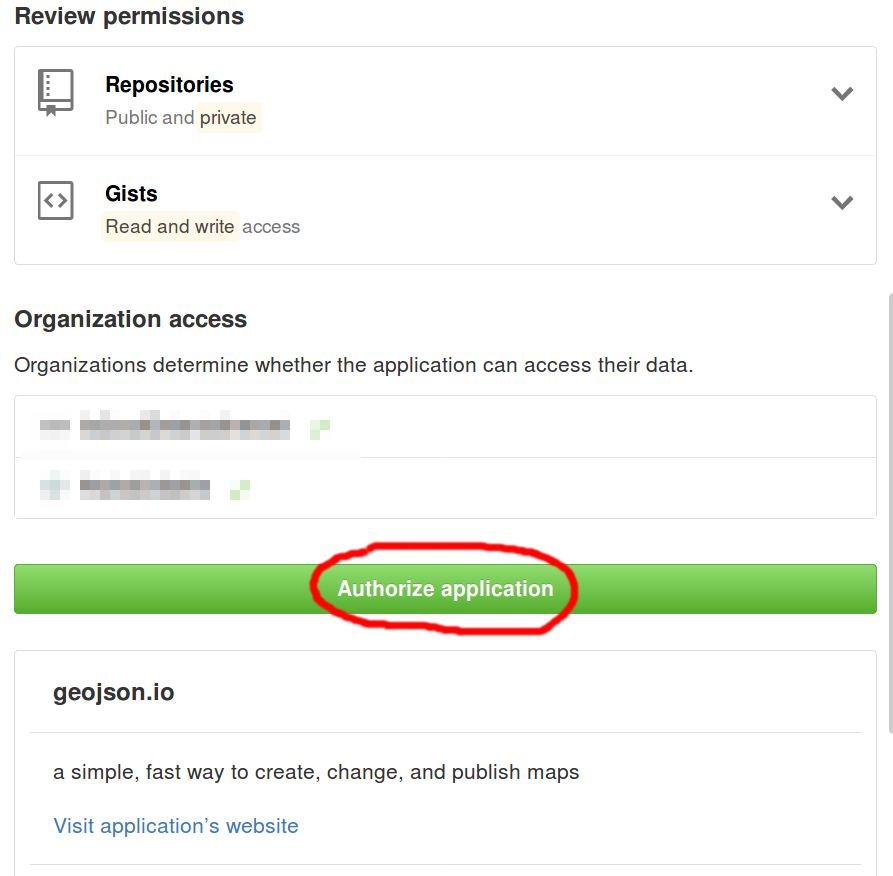 Review permissions
Repositories
Public and private
Gists
Read and write access
Organization access
Organizations determine whether the application can access their data.
Authorize application
geojson.io
a simple, fast way to create, change, and publish maps
Visit application’s website